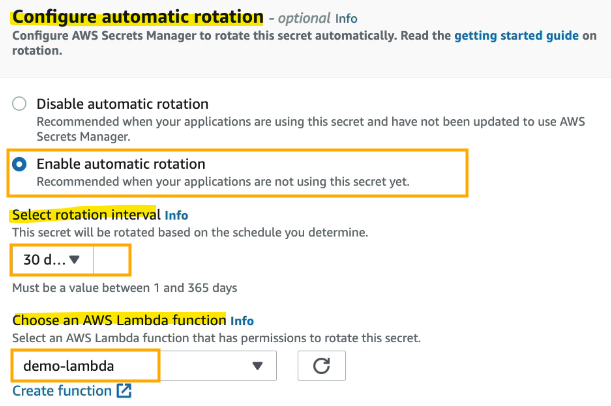 Configure automatic rotation - optional Info
Configure AWS Secrets Manager to rotate this secret automatically. Read the getting started guide on
rotation.
Disable automatic rotation
Recommended when your applications are using this secret and have not been updated to use AWS
Secrets Manager.
Enable automatic rotation
Recommended when your applications are not using this secret yet.
Select rotation interval Info
This secret will be rotated based on the schedule you determine.
30 d...
Must be a value between 1 and 365 days
Choose an AWS Lambda function Info
Select an AWS Lambda function that has permissions to rotate this secret.
demo-lambda
Create function